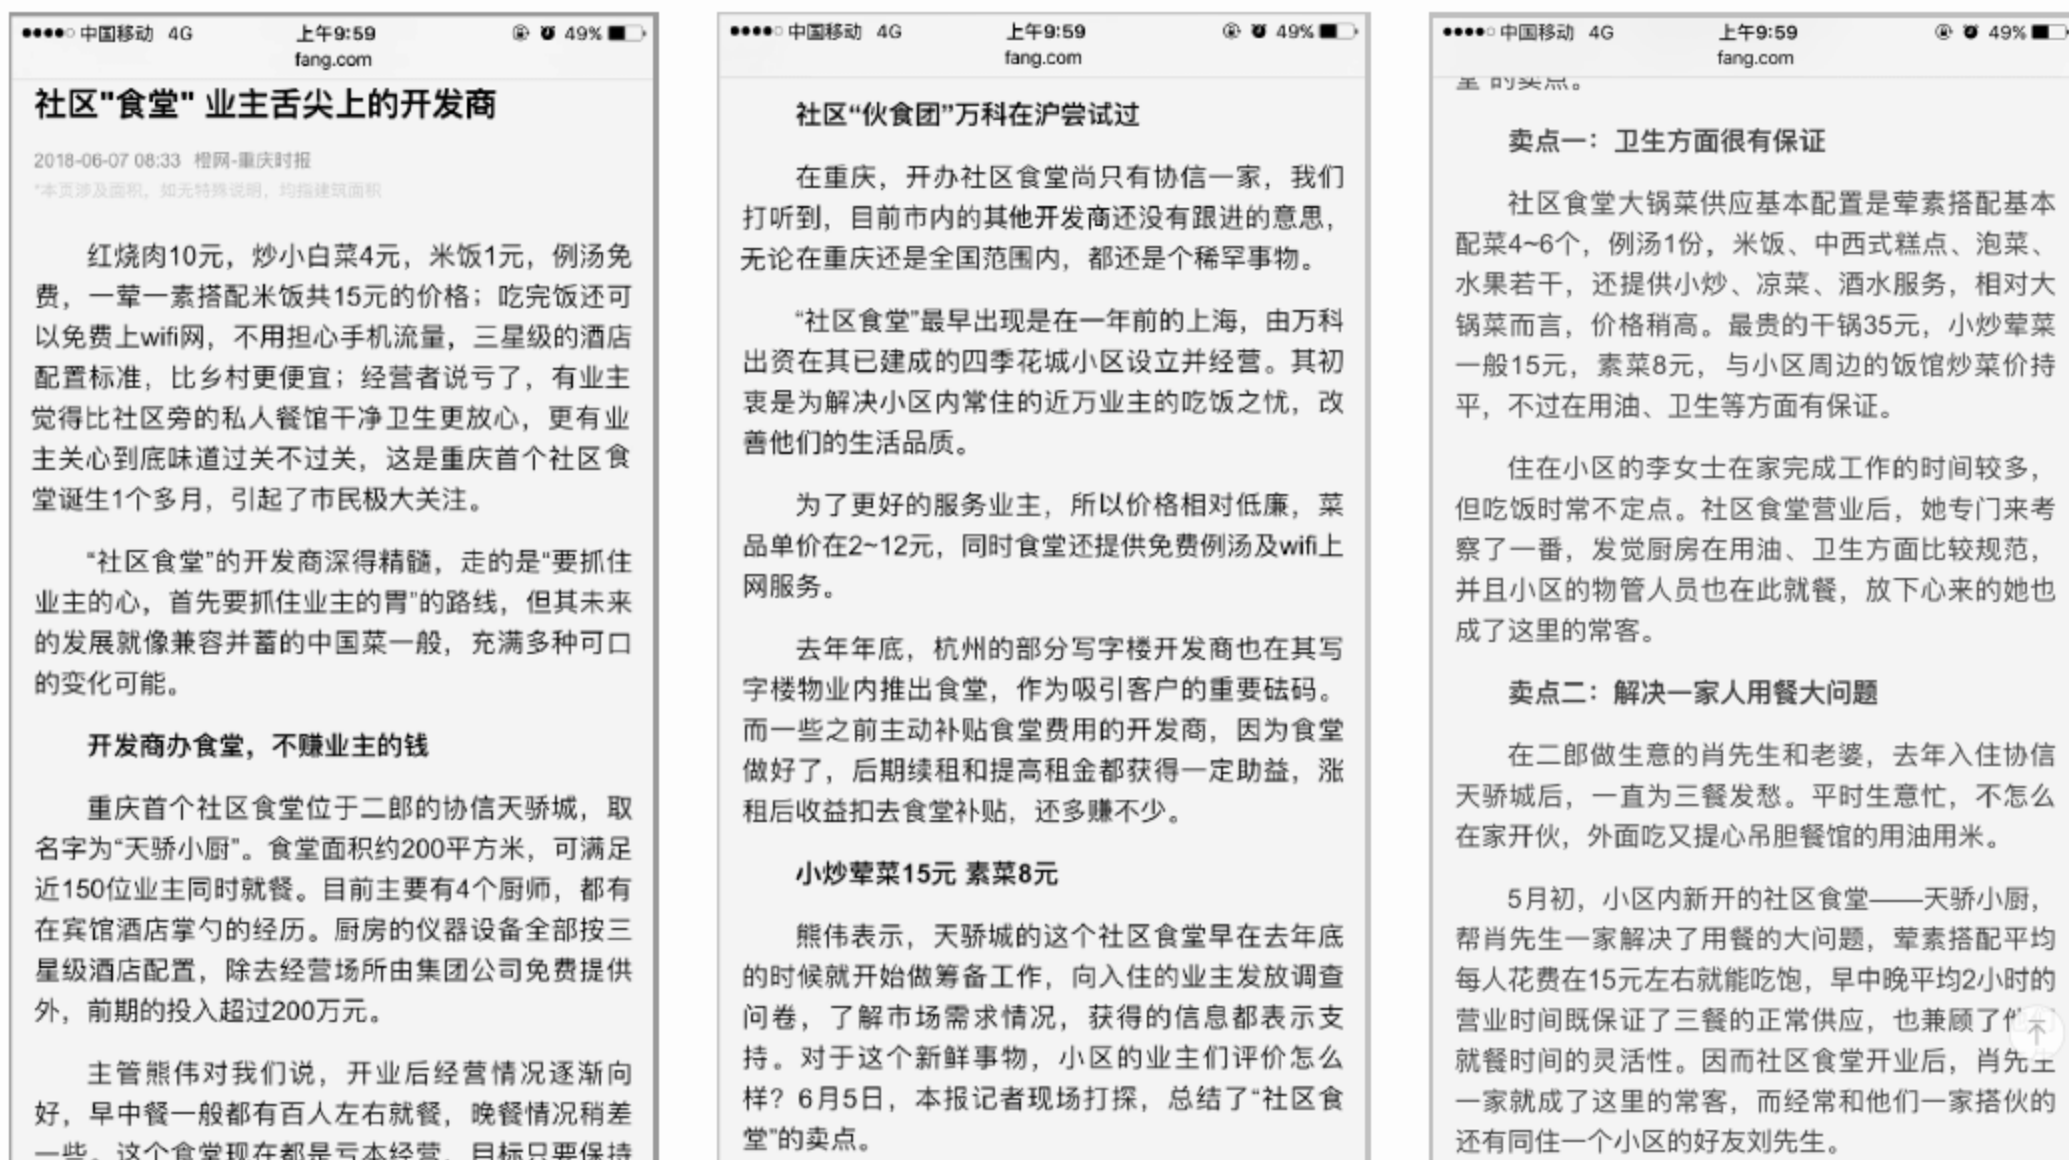 中国移动 4G 上午9:59 49%
fang.com
社区"食堂" 业主舌尖上的开发商
2018-06-07 08:33 橙网-重庆时报
*本页涉及面积，如无特殊说明，均指建筑面积
红烧肉10元，炒小白菜4元，米饭1元，例汤免
费，一荤一素搭配米饭共15元的价格；吃完饭还可
以免费上wifi网，不用担心手机流量，三星级的酒店
配置标准，比乡村更便宜；经营者说亏了，有业主
觉得比社区旁的私人餐馆干净卫生更放心，更有业
主关心到底味道过关不过关，这是重庆首个社区食
堂诞生1个多月，引起了市民极大关注。
“社区食堂”的开发商深得精髓，走的是“要抓住
业主的心，首先要抓住业主的胃”的路线，但其未来
的发展就像兼容并蓄的中国菜一般，充满多种可口
的变化可能。
开发商办食堂，不赚业主的钱
重庆首个社区食堂位于二郎的协信天骄城，取
名字为“天骄小厨”。食堂面积约200平方米，可满足
近150位业主同时就餐。目前主要有4个厨师，都有
在宾馆酒店掌勺的经历。厨房的仪器设备全部按三
星级酒店配置，除去经营场所由集团公司免费提供
外，前期的投入超过200万元。
主管熊伟对我们说，开业后经营情况逐渐向
好，早中餐一般都有百人左右就餐，晚餐情况稍差
一些。这个食堂现在都是亏本经营，目标只要保持
中国移动 4G 上午9:59 49%
fang.com
社区“伙食团”万科在沪尝试过
在重庆，开办社区食堂尚只有协信一家，我们
打听到，目前市内的其他开发商还没有跟进的意思，
无论在重庆还是全国范围内，都还是个稀罕事物。
“社区食堂”最早出现是在一年前的上海，由万科
出资在其已建成的四季花城小区设立并经营。其初
衷是为解决小区内常住的近万业主的吃饭之忧，改
善他们的生活品质。
为了更好的服务业主，所以价格相对低廉，菜
品单价在2~12元，同时食堂还提供免费例汤及wifi上
网服务。
去年年底，杭州的部分写字楼开发商也在其写
字楼物业内推出食堂，作为吸引客户的重要砝码。
而一些之前主动补贴食堂费用的开发商，因为食堂
做好了，后期续租和提高租金都获得一定助益，涨
租后收益扣去食堂补贴，还多赚不少。
小炒荤菜15元 素菜8元
熊伟表示，天骄城的这个社区食堂早在去年底
的时候就开始做筹备工作，向入住的业主发放调查
问卷，了解市场需求情况，获得的信息都表示支
持。对于这个新鲜事物，小区的业主们评价怎么
样？6月5日，本报记者现场打探，总结了“社区食
堂”的卖点。
中国移动 4G 上午9:59 49%
fang.com
堂”的卖点。
卖点一：卫生方面很有保证
社区食堂大锅菜供应基本配置是荤素搭配基本
配菜4~6个，例汤1份，米饭、中西式糕点、泡菜、
水果若干，还提供小炒、凉菜、酒水服务，相对大
锅菜而言，价格稍高。最贵的干锅35元，小炒荤菜
一般15元，素菜8元，与小区周边的饭馆炒菜价持
平，不过在用油、卫生等方面有保证。
住在小区的李女士在家完成工作的时间较多，
但吃饭时常不定点。社区食堂营业后，她专门来考
察了一番，发觉厨房在用油、卫生方面比较规范，
并且小区的物管人员也在此就餐，放下心来的她也
成了这里的常客。
卖点二：解决一家人用餐大问题
在二郎做生意的肖先生和老婆，去年入住协信
天骄城后，一直为三餐发愁。平时生意忙，不怎么
在家开伙，外面吃又提心吊胆餐馆的用油用米。
5月初，小区内新开的社区食堂——天骄小厨，
帮肖先生一家解决了用餐的大问题，荤素搭配平均
每人花费在15元左右就能吃饱，早中晚平均2小时的
营业时间既保证了三餐的正常供应，也兼顾了他
就餐时间的灵活性。因而社区食堂开业后，肖先生
一家就成了这里的常客，而经常和他们一家搭伙的
还有同住一个小区的好友刘先生。